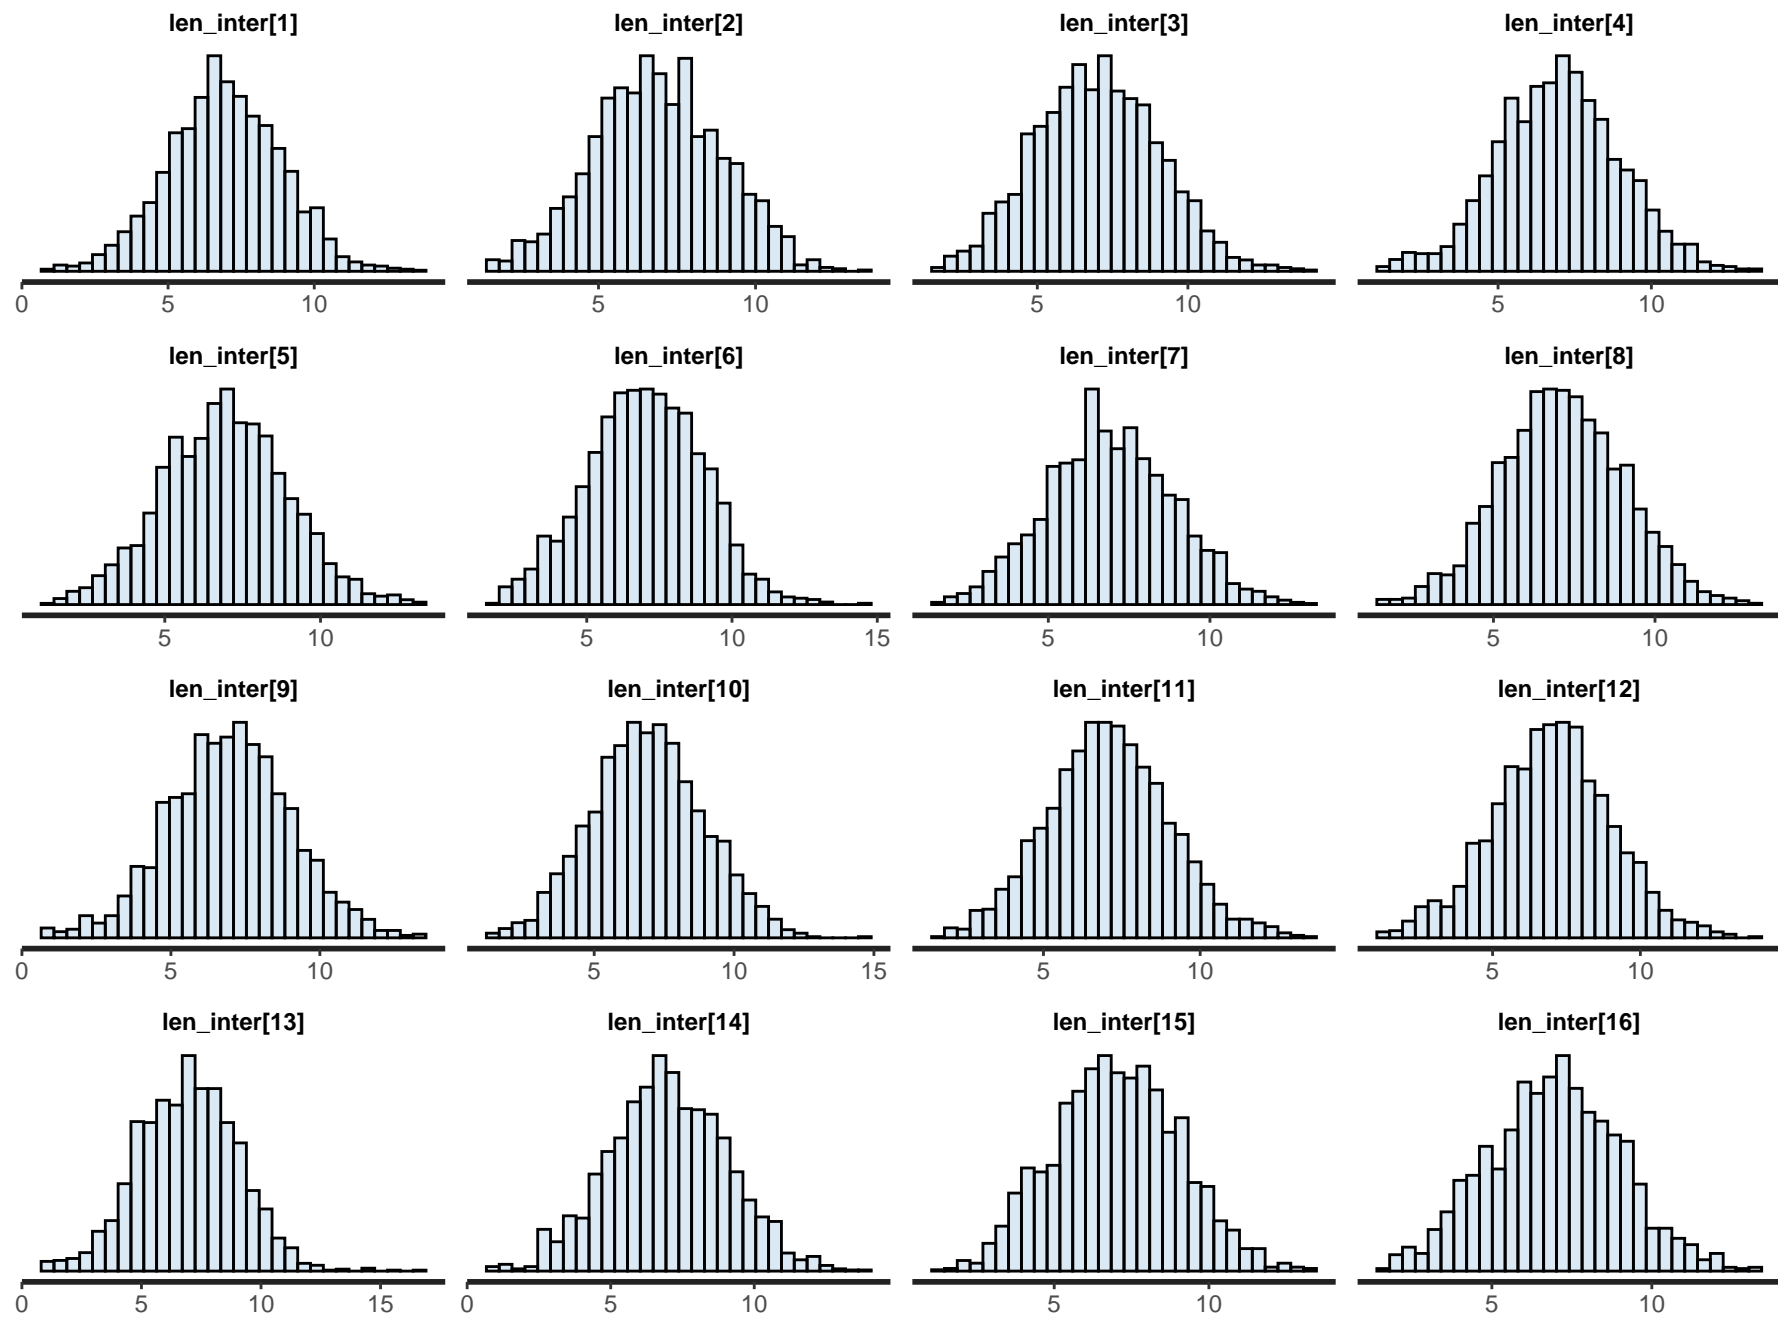 len_inter[1] len_inter[2] len_inter[3] len_inter[4]
0 5 10 5 10 5 10 5 10
len_inter[5] len_inter[6] len_inter[7] len_inter[8]
5 10 5 10 15 5 10 5 10
len_inter[9] len_inter[10] len_inter[11] len_inter[12]
0 5 10 5 10 15 5 10 5 10
len_inter[13] len_inter[14] len_inter[15] len_inter[16]
0 5 10 15 0 5 10 5 10 5 10